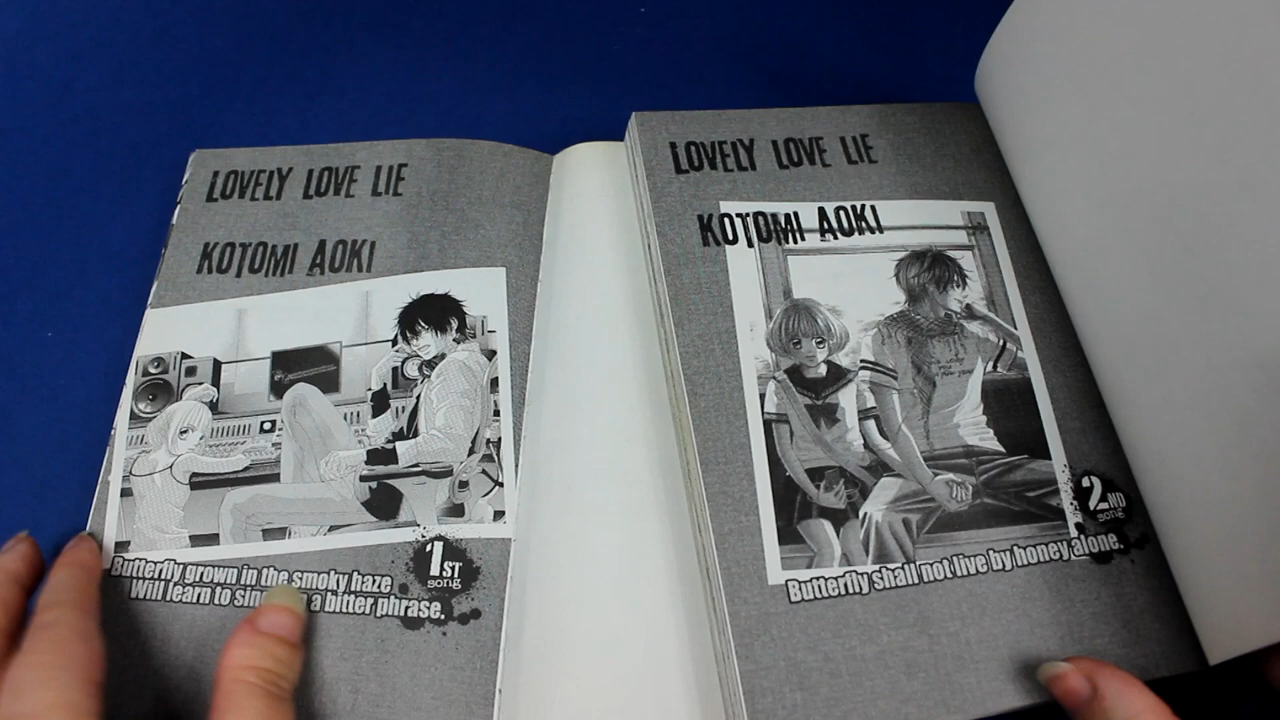 LOVELY LOVE LIE
KOTOMI AOKI
1ST
song
Butterfly grown in the smoky haze
Will learn to sing a bitter phrase.
LOVELY LOVE LIE
KOTOMI AOKI
2ND
song
Butterfly shall not live by honey alone.